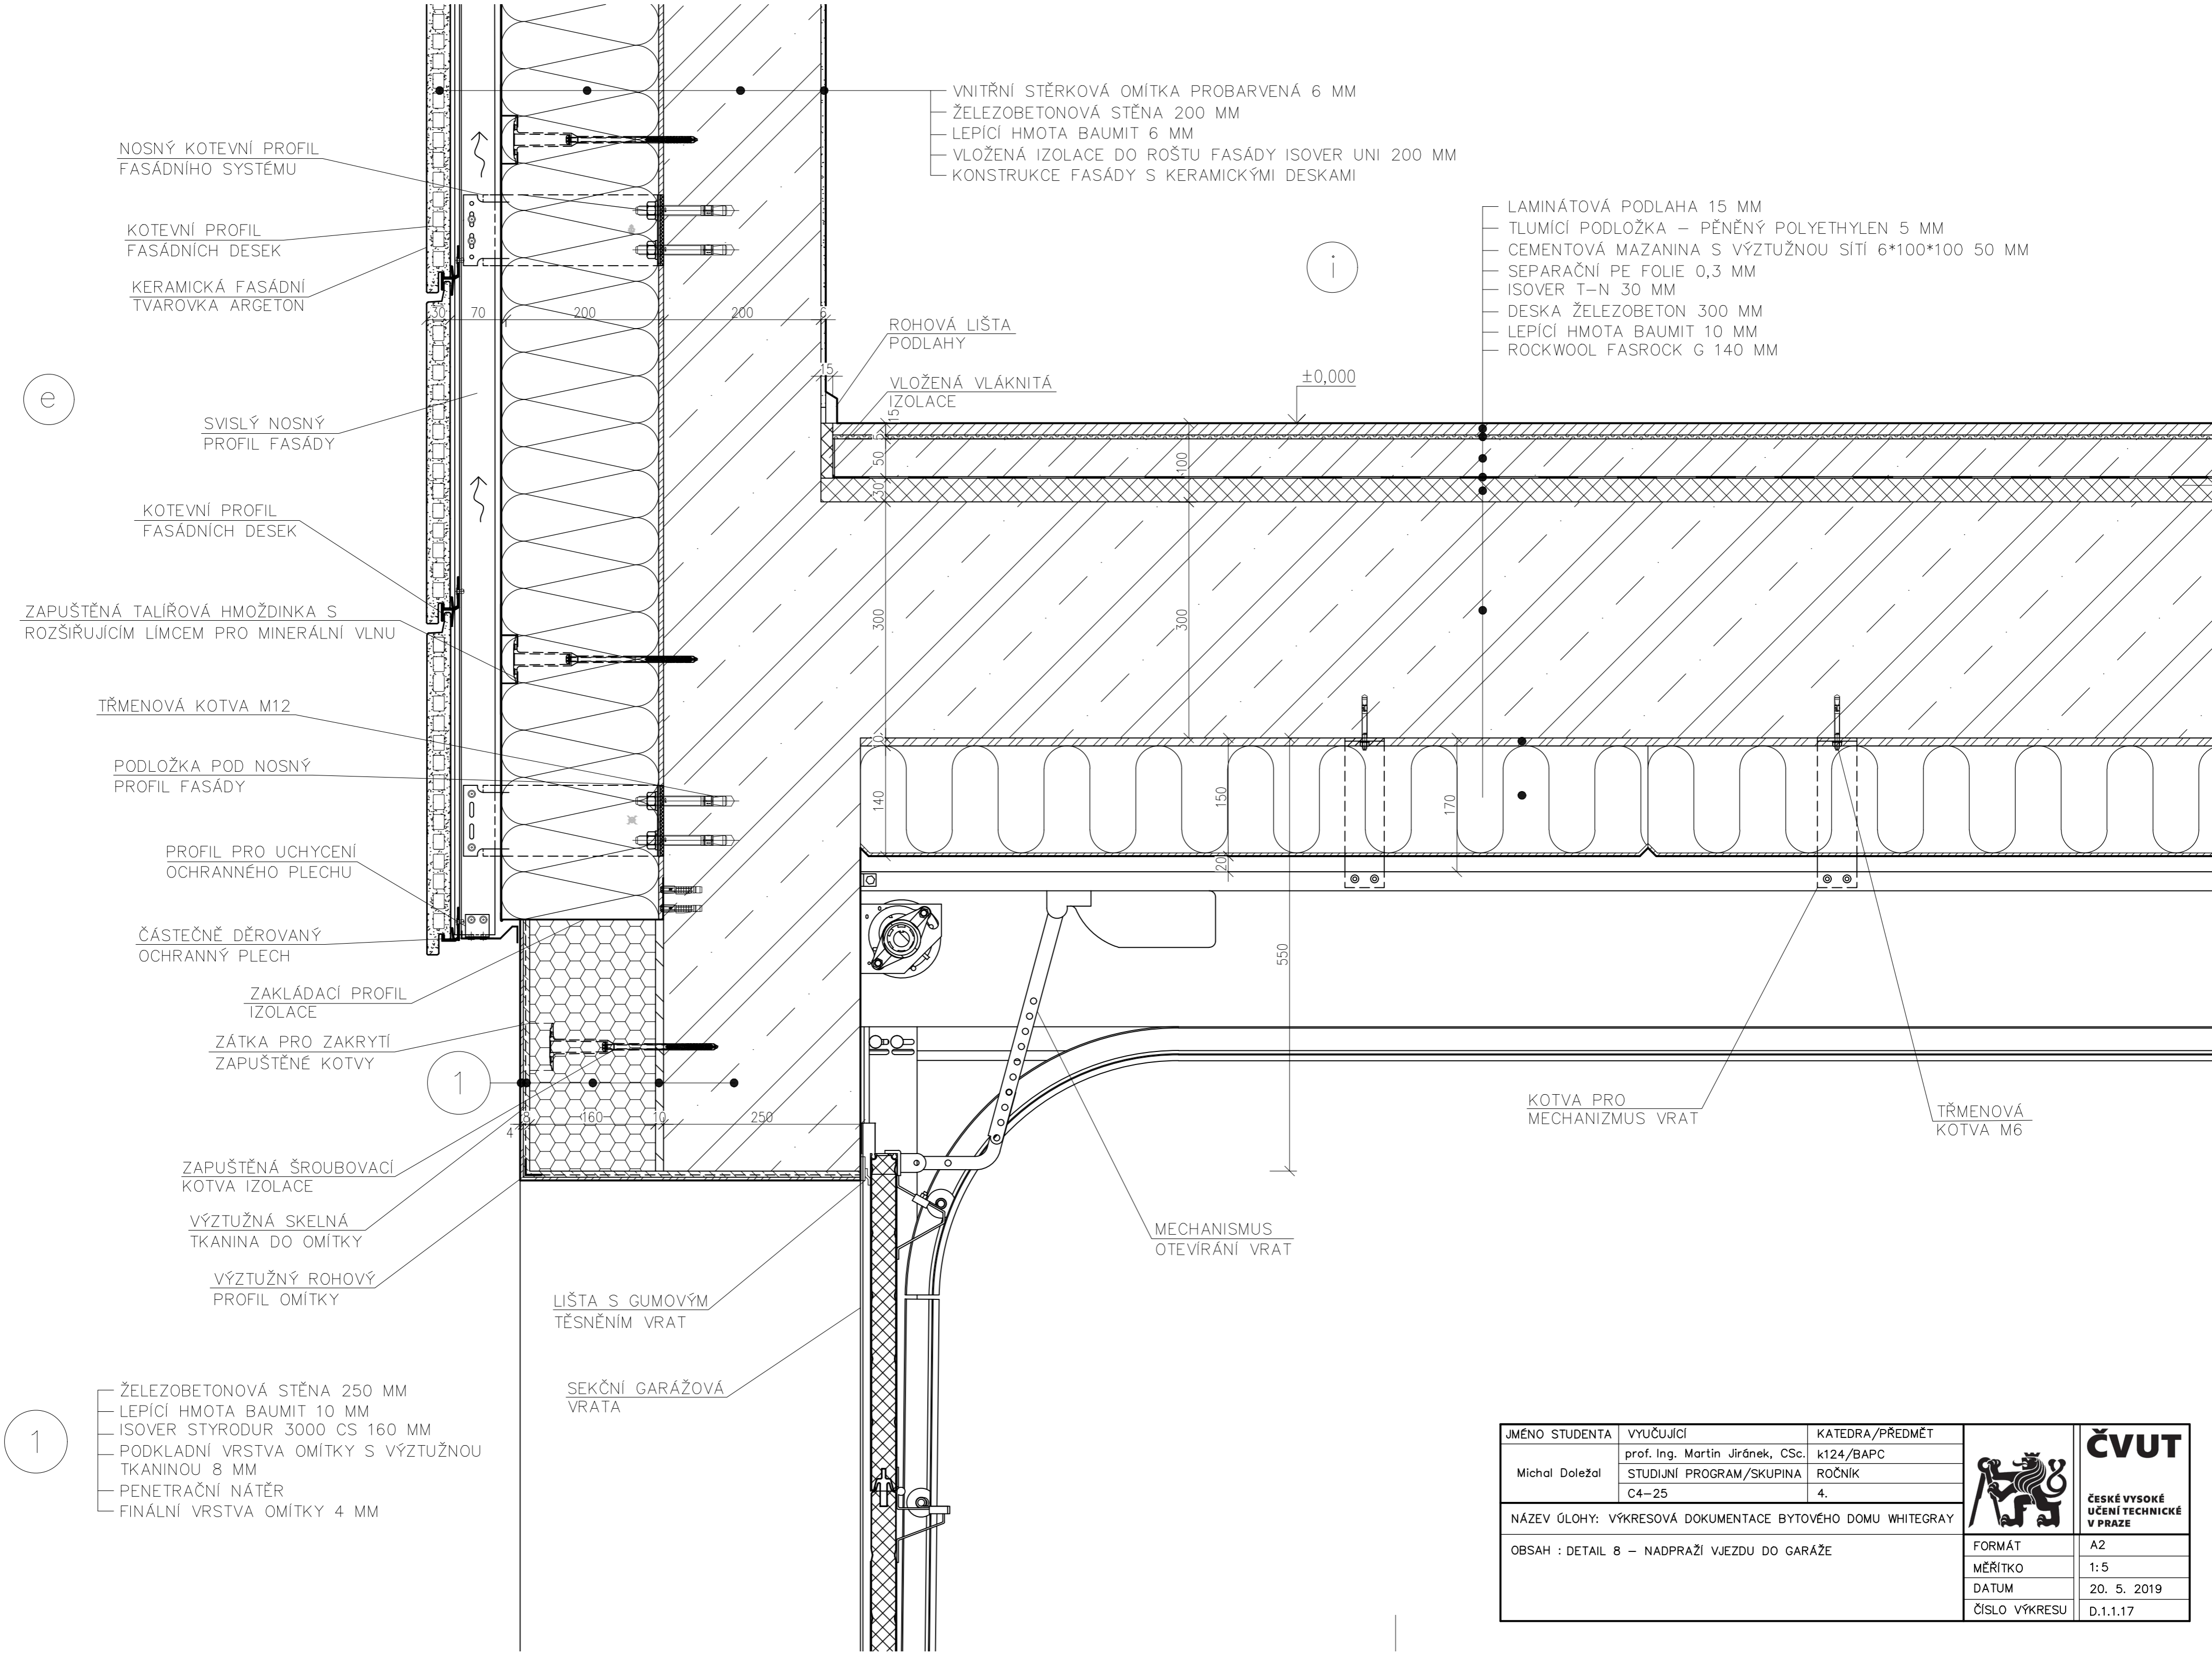 VNITŘNÍ STĚRKOVÁ OMÍTKA PROBARVENÁ 6 MM
ŽELEZOBETONOVÁ STĚNA 200 MM
LEPÍCÍ HMOTA BAUMIT 6 MM
VLOŽENÁ IZOLACE DO ROŠTU FASÁDY ISOVER UNI 200 MM
KONSTRUKCE FASÁDY S KERAMICKÝMI DESKAMI
NOSNÝ KOTEVNÍ PROFIL
FASÁDNÍHO SYSTÉMU
KOTEVNÍ PROFIL
FASÁDNÍCH DESEK
KERAMICKÁ FASÁDNÍ
TVAROVKA ARGETON
LAMINÁTOVÁ PODLAHA 15 MM
TLUMÍCÍ PODLOŽKA – PĚNĚNÝ POLYETHYLEN 5 MM
CEMENTOVÁ MAZANINA S VÝZTUŽNOU SÍTÍ 6*100*100 50 MM
SEPARAČNÍ PE FOLIE 0,3 MM
ISOVER T–N 30 MM
DESKA ŽELEZOBETON 300 MM
LEPÍCÍ HMOTA BAUMIT 10 MM
ROCKWOOL FASROCK G 140 MM
i
30 70 200 200 6
ROHOVÁ LIŠTA
PODLAHY
15
VLOŽENÁ VLÁKNITÁ
IZOLACE
±0,000
e
SVISLÝ NOSNÝ
PROFIL FASÁDY
15
5
50
30
100
KOTEVNÍ PROFIL
FASÁDNÍCH DESEK
ZAPUŠTĚNÁ TALÍŘOVÁ HMOŽDINKA S
ROZŠIŘUJÍCÍM LÍMCEM PRO MINERÁLNÍ VLNU
300
300
TŘMENOVÁ KOTVA M12
PODLOŽKA POD NOSNÝ
PROFIL FASÁDY
10
140
150
170
20
PROFIL PRO UCHYCENÍ
OCHRANNÉHO PLECHU
ČÁSTEČNĚ DĚROVANÝ
OCHRANNÝ PLECH
550
ZAKLÁDACÍ PROFIL
IZOLACE
ZÁTKA PRO ZAKRYTÍ
ZAPUŠTĚNÉ KOTVY
1
4 8 160 10 250
KOTVA PRO
MECHANIZMUS VRAT
TŘMENOVÁ
KOTVA M6
ZAPUŠTĚNÁ ŠROUBOVACÍ
KOTVA IZOLACE
VÝZTUŽNÁ SKELNÁ
TKANINA DO OMÍTKY
MECHANISMUS
OTEVÍRÁNÍ VRAT
VÝZTUŽNÝ ROHOVÝ
PROFIL OMÍTKY
LIŠTA S GUMOVÝM
TĚSNĚNÍM VRAT
SEKČNÍ GARÁŽOVÁ
VRATA
1
ŽELEZOBETONOVÁ STĚNA 250 MM
LEPÍCÍ HMOTA BAUMIT 10 MM
ISOVER STYRODUR 3000 CS 160 MM
PODKLADNÍ VRSTVA OMÍTKY S VÝZTUŽNOU
TKANINOU 8 MM
PENETRAČNÍ NÁTĚR
FINÁLNÍ VRSTVA OMÍTKY 4 MM
JMÉNO STUDENTA VYUČUJÍCÍ KATEDRA/PŘEDMĚT
prof. Ing. Martin Jiránek, CSc. k124/BAPC
Michal Doležal STUDIJNÍ PROGRAM/SKUPINA ROČNÍK
C4–25 4.
NÁZEV ÚLOHY: VÝKRESOVÁ DOKUMENTACE BYTOVÉHO DOMU WHITEGRAY
OBSAH : DETAIL 8 – NADPRAŽÍ VJEZDU DO GARÁŽE
ČVUT
ČESKÉ VYSOKÉ
UČENÍ TECHNICKÉ
V PRAZE
FORMÁT A2
MĚŘÍTKO 1:5
DATUM 20. 5. 2019
ČÍSLO VÝKRESU D.1.1.17